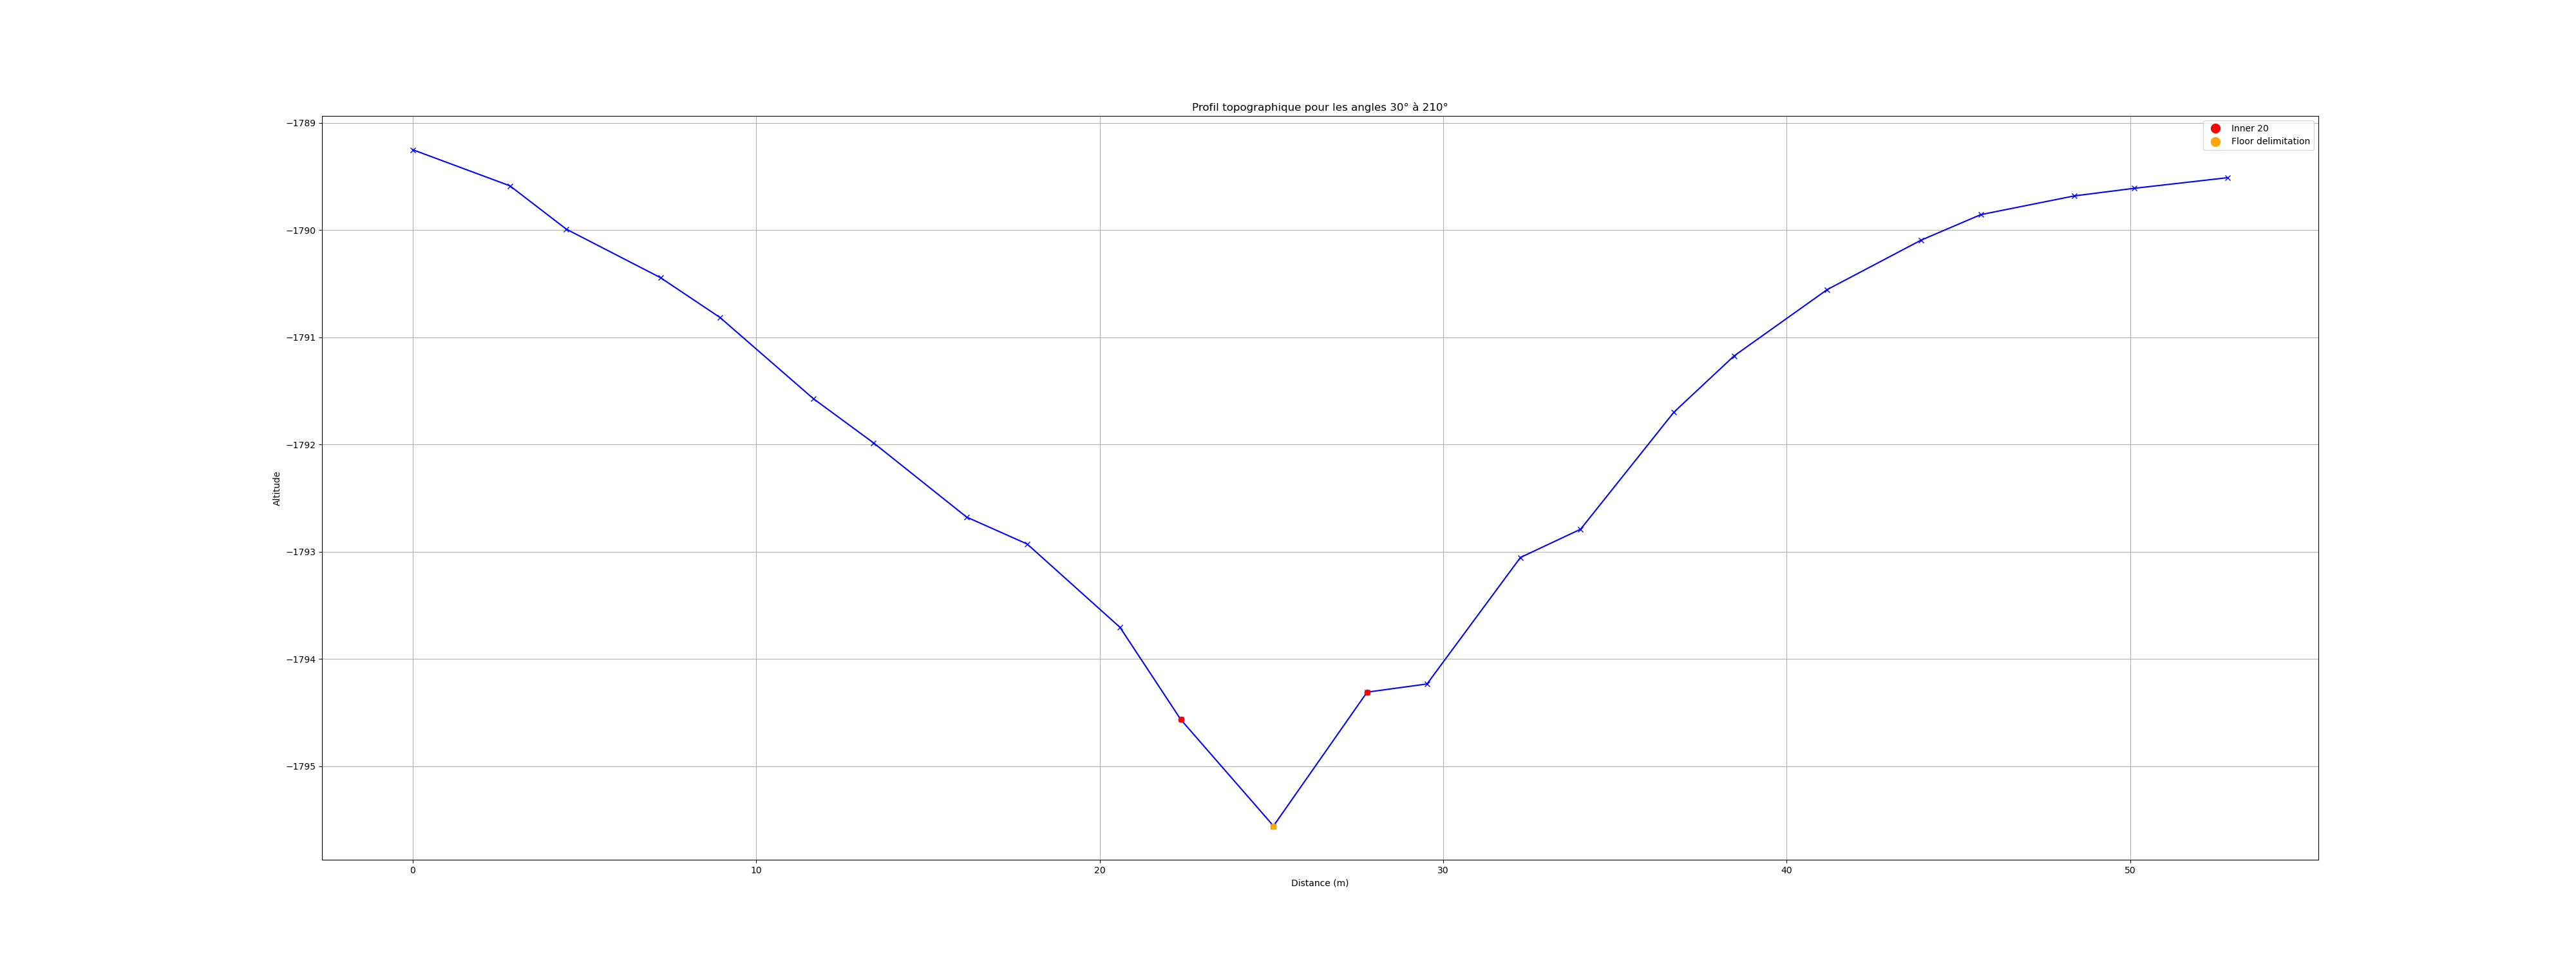 Profil topographique pour les angles 30° à 210°
Inner 20
Floor delimitation
−1789
−1790
−1791
−1792
−1793
−1794
−1795
Altitude
0 10 20 30 40 50
Distance (m)